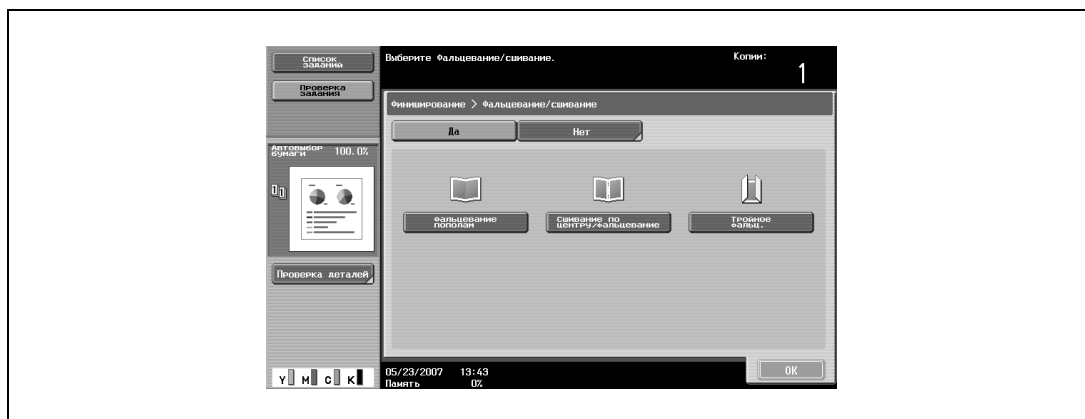 Список
заданий
Проверка
задания
Автовыбор
бумаги 100.0%
Проверка деталей
Y M C K
Выберите Фальцевание/сшивание.
Копии:
1
Финиширование > Фальцевание/сшивание
Да
Нет
Фальцевание
пополам
Сшивание по
центру/Фальцевание
Тройное
Фальц.
05/23/2007 13:43
Память 0%
OK